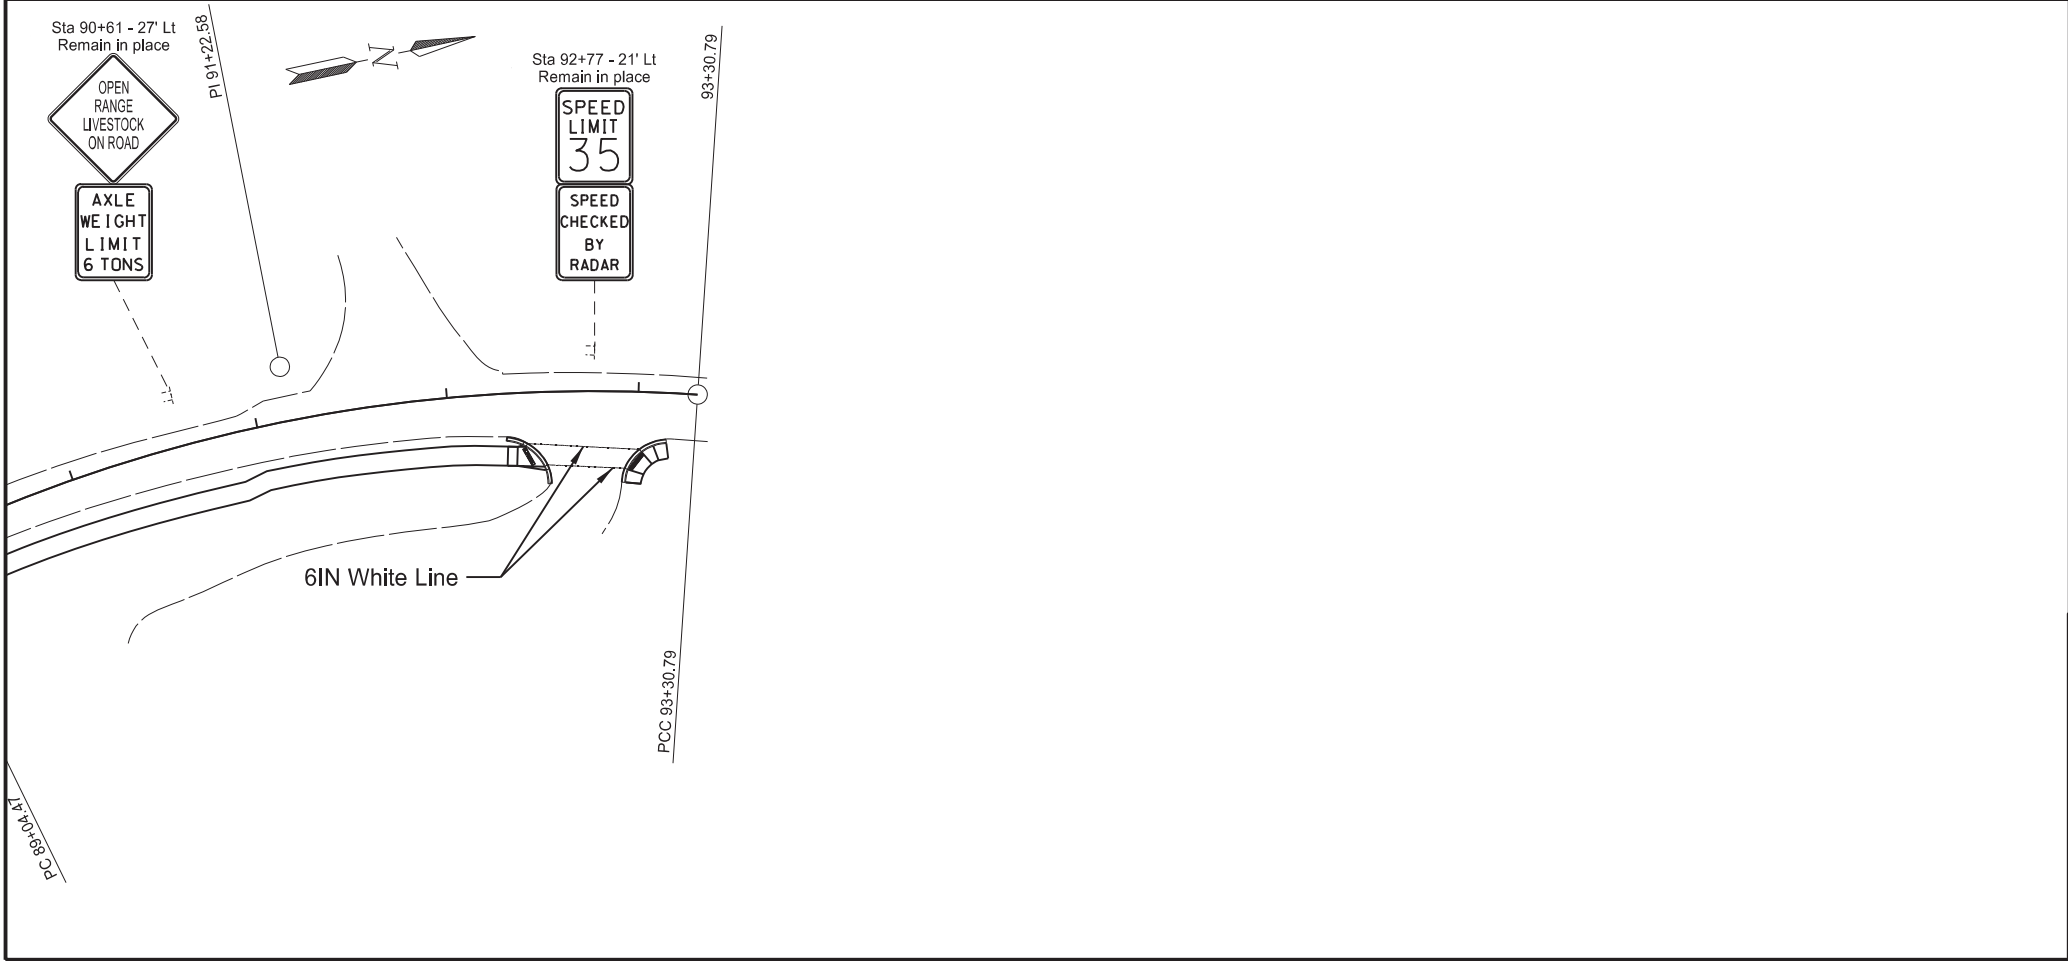 Sta 90+61 - 27' Lt
Remain in place
OPEN
RANGE
LIVESTOCK
ON ROAD
AXLE
WEIGHT
LIMIT
6 TONS
PI 91+22.58
N
Sta 92+77 - 21' Lt
Remain in place
SPEED
LIMIT
35
SPEED
CHECKED
BY
RADAR
93+30.79
6IN White Line
PCC 93+30.79
PC 89+04.47